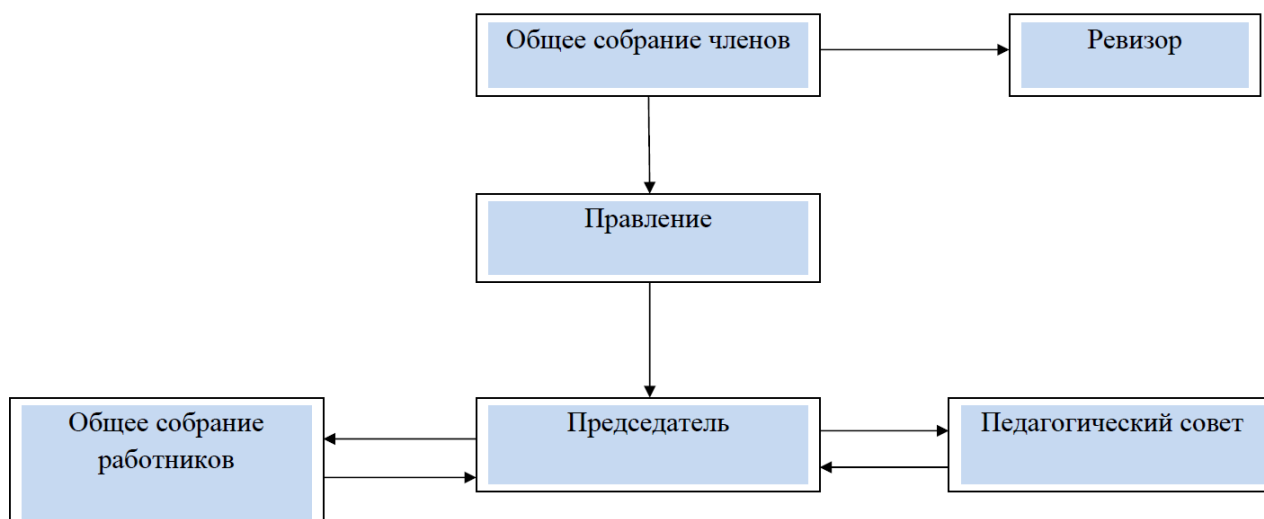 Общее собрание членов
Ревизор
Правление
Общее собрание
работников
Председатель
Педагогический совет